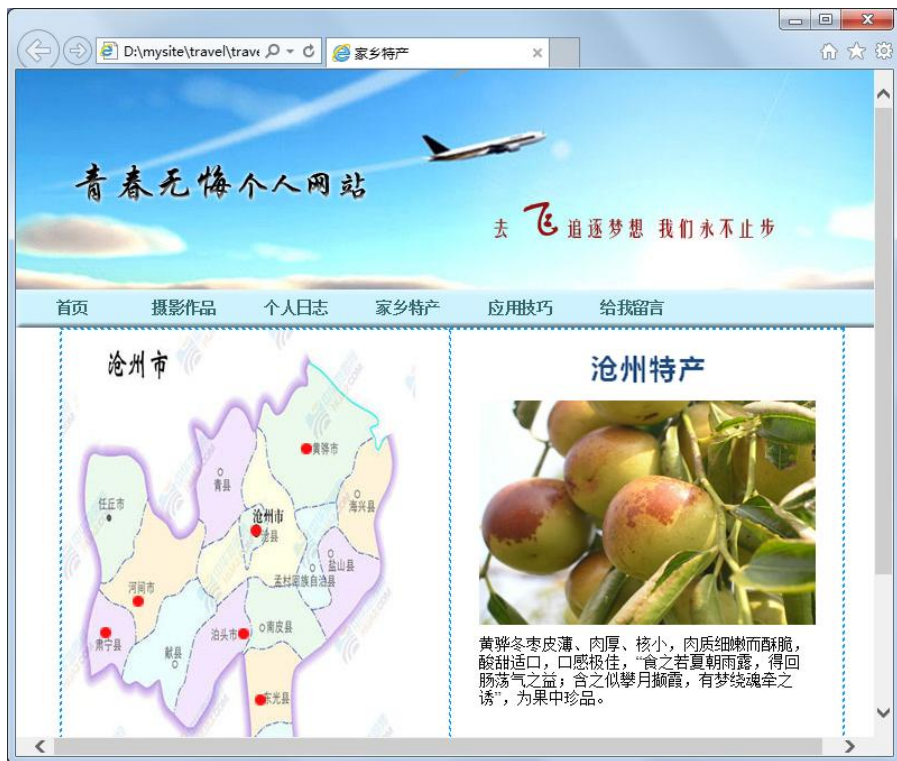 D:\mysite\travel\trave
家乡特产
青春无悔个人网站
去飞追逐梦想 我们永不止步
首页 摄影作品 个人日志 家乡特产 应用技巧 给我留言
沧州市
黄骅市
青县
任丘市
海兴县
沧州市
沧县
盐山县
孟村回族自治县
河间市
泊头市
南皮县
肃宁县
献县
东光县
沧州特产
黄骅冬枣皮薄、肉厚、核小，肉质细嫩而酥脆，
酸甜适口，口感极佳，“食之若夏朝雨露，得回
肠荡气之益；含之似攀月撷霞，有梦绕魂牵之
诱”，为果中珍品。